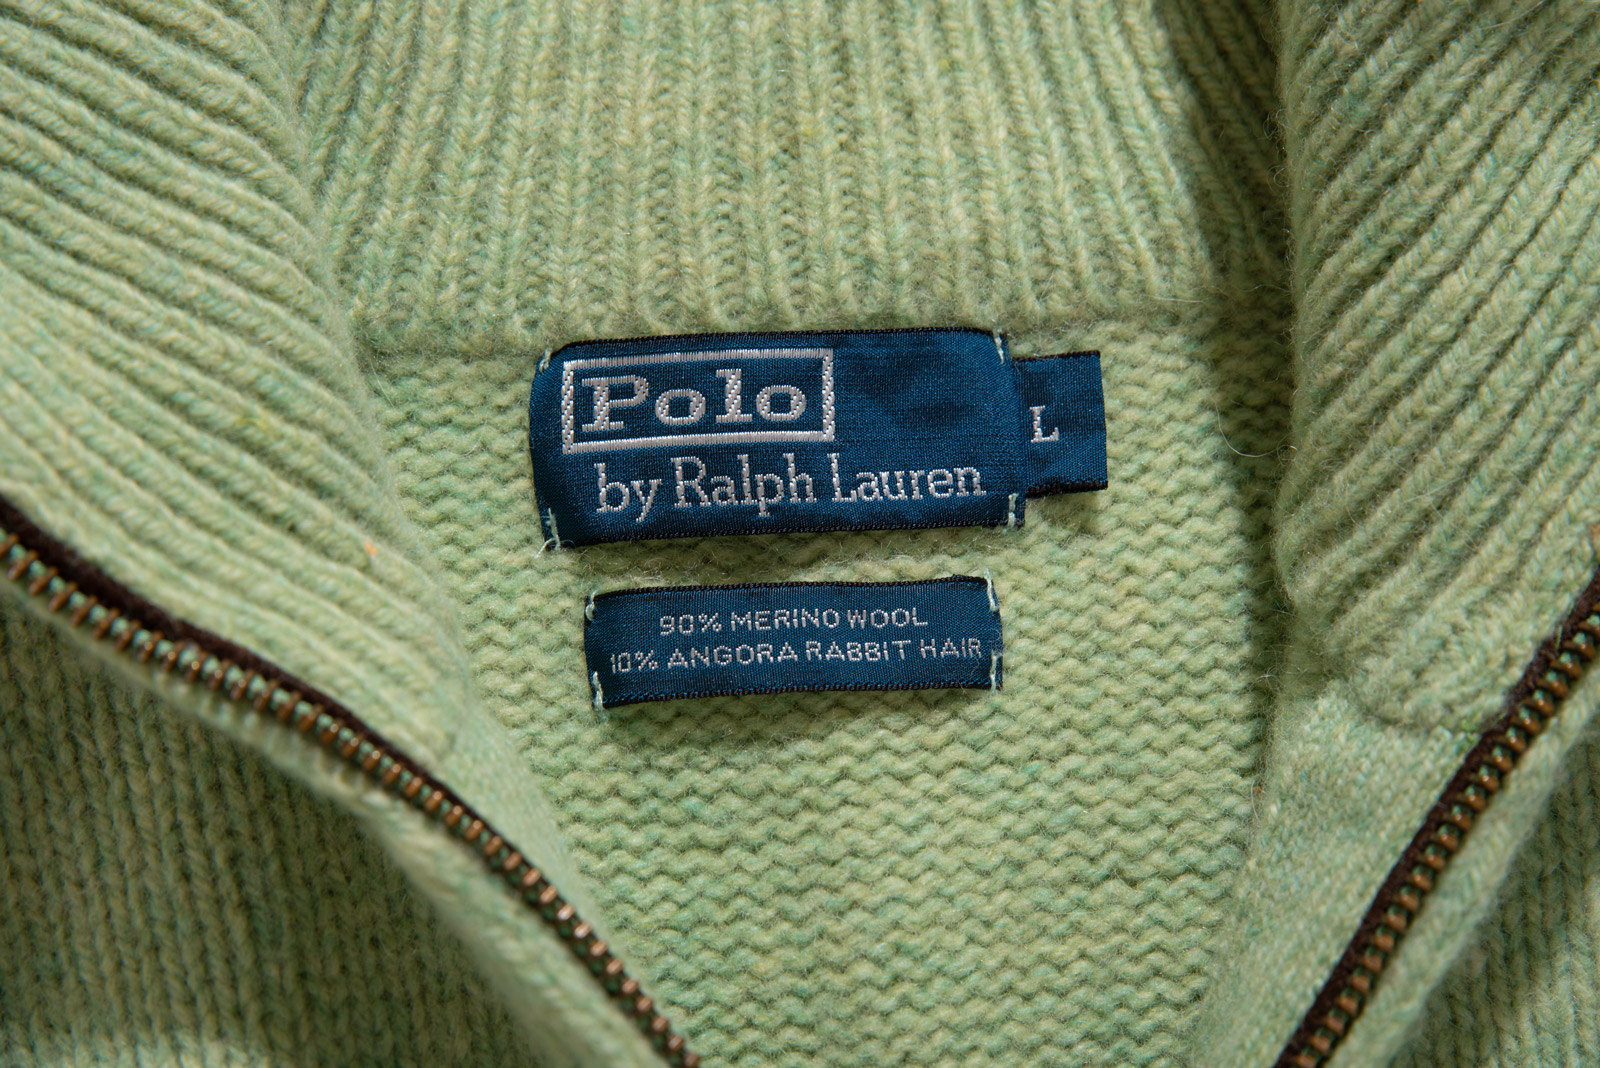 Polo
by Ralph Lauren
L
90% MERINO WOOL
10% ANGORA RABBIT HAIR